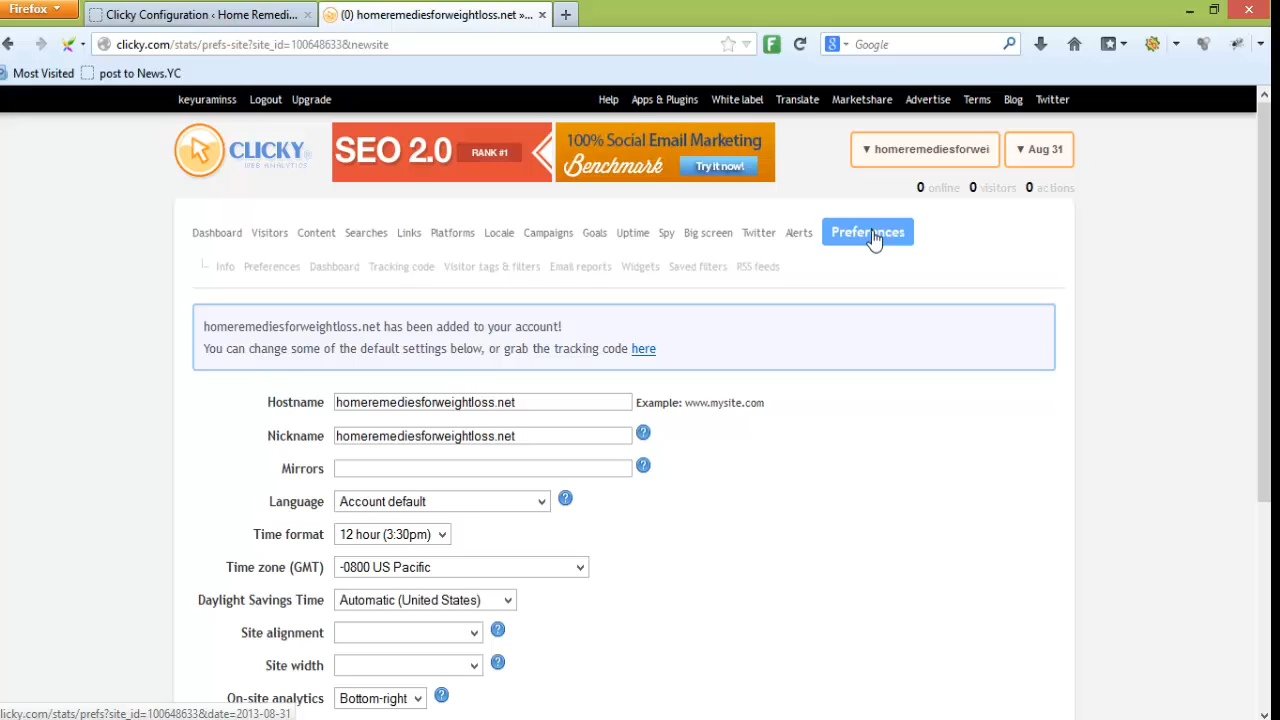 Firefox
Clicky Configuration ‹ Home Remedi...
(0) homeremediesforweightloss.net »...
clicky.com/stats/prefs-site?site_id=100648633&newsite
Google
Most Visited
post to News.YC
keyuraminss Logout Upgrade
Help Apps & Plugins White label Translate Marketshare Advertise Terms Blog Twitter
CLICKY
WEB ANALYTICS
SEO 2.0 RANK #1
100% Social Email Marketing
Benchmark Try it now!
▼ homeremediesforwei
▼ Aug 31
0 online 0 visitors 0 actions
Dashboard Visitors Content Searches Links Platforms Locale Campaigns Goals Uptime Spy Big screen Twitter Alerts Preferences
Info Preferences Dashboard Tracking code Visitor tags & filters Email reports Widgets Saved filters RSS feeds
homeremediesforweightloss.net has been added to your account!
You can change some of the default settings below, or grab the tracking code here
Hostname homeremediesforweightloss.net Example: www.mysite.com
Nickname homeremediesforweightloss.net ?
Mirrors ?
Language Account default ?
Time format 12 hour (3:30pm)
Time zone (GMT) -0800 US Pacific
Daylight Savings Time Automatic (United States)
Site alignment ?
Site width ?
On-site analytics Bottom-right ?
clicky.com/stats/prefs?site_id=100648633&date=2013-08-31